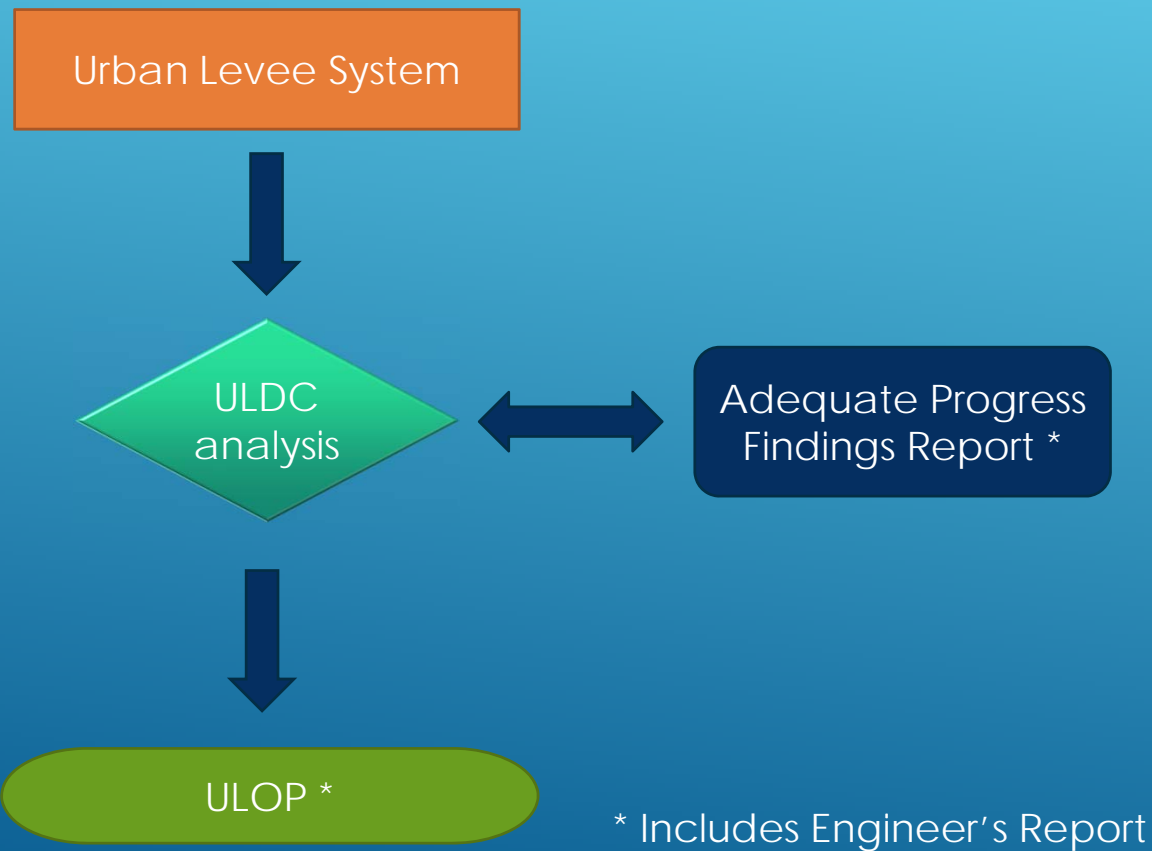 Urban Levee System
ULDC
analysis
Adequate Progress
Findings Report *
ULOP *
* Includes Engineer’s Report